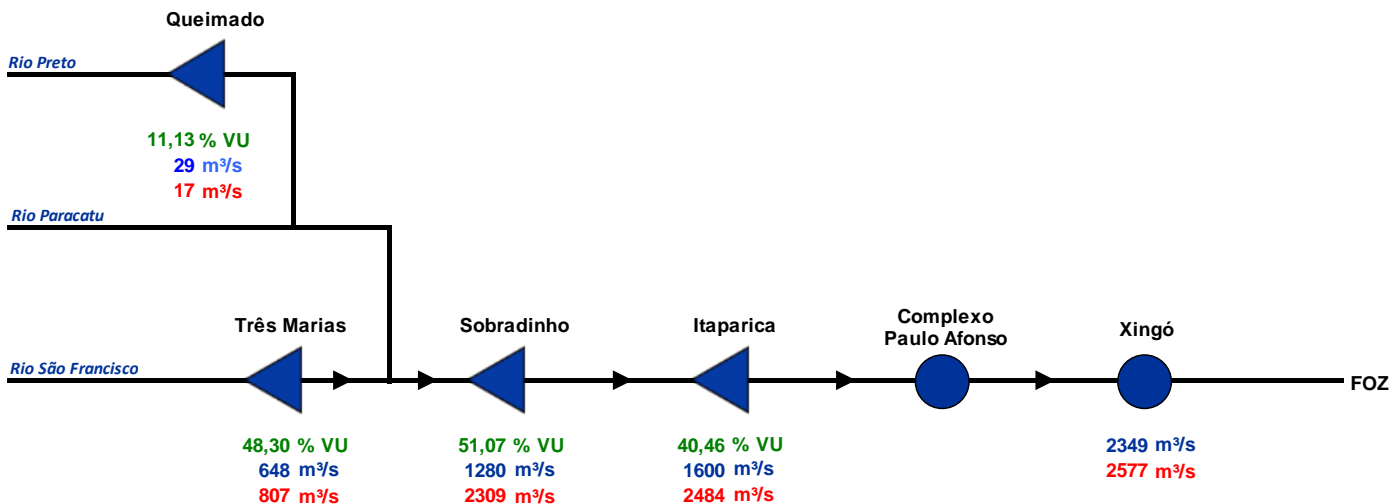 Queimado
Rio Preto
11,13 % VU
29 m³/s
17 m³/s
Rio Paracatu
Três Marias
Sobradinho
Itaparica
Complexo
Paulo Afonso
Xingó
Rio São Francisco
FOZ
48,30 % VU
648 m³/s
807 m³/s
51,07 % VU
1280 m³/s
2309 m³/s
40,46 % VU
1600 m³/s
2484 m³/s
2349 m³/s
2577 m³/s